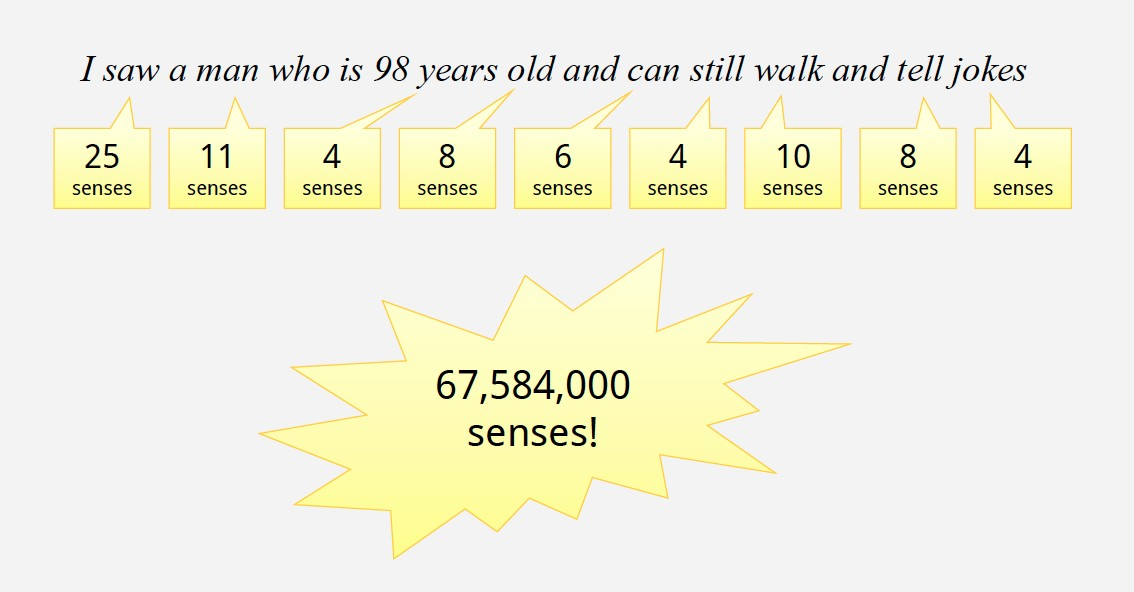 I saw a man who is 98 years old and can still walk and tell jokes
25 senses
11 senses
4 senses
8 senses
6 senses
4 senses
10 senses
8 senses
4 senses
67,584,000
senses!